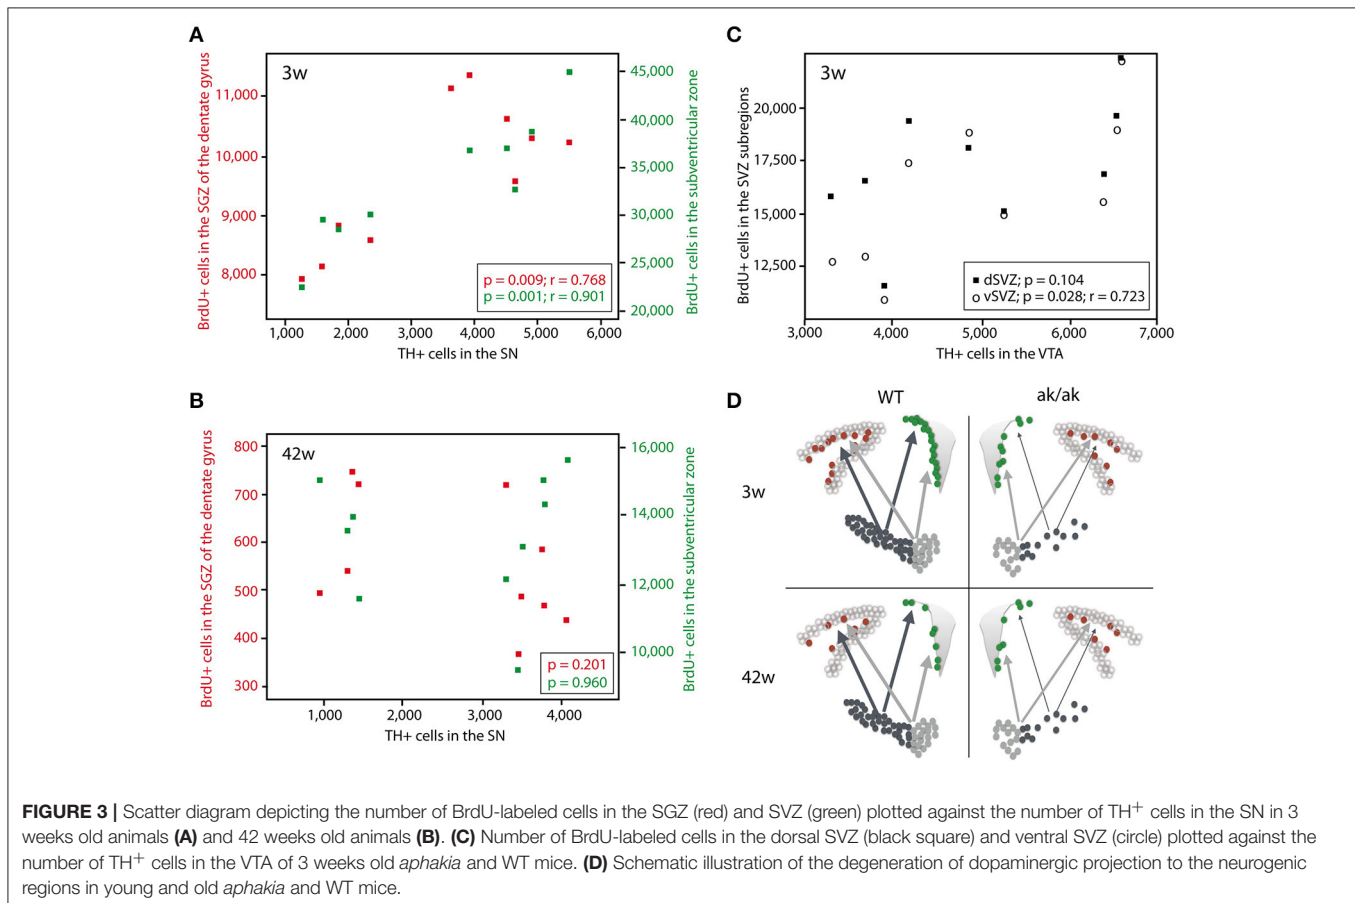 A
BrdU+ cells in the SGZ of the dentate gyrus
11,000
10,000
9,000
8,000
3w
p = 0.009; r = 0.768
p = 0.001; r = 0.901
45,000
40,000
35,000
30,000
25,000
20,000
BrdU+ cells in the subventricular zone
1,000 2,000 3,000 4,000 5,000 6,000
TH+ cells in the SN
C
BrdU+ cells in the SVZ subregions
20,000
17,500
15,000
12,500
3w
dSVZ; p = 0.104
vSVZ; p = 0.028; r = 0.723
3,000 4,000 5,000 6,000 7,000
TH+ cells in the VTA
B
BrdU+ cells in the SGZ of the dentate gyrus
800
700
600
500
400
300
42w
p = 0.201
p = 0.960
16,000
14,000
12,000
10,000
BrdU+ cells in the subventricular zone
1,000 2,000 3,000 4,000
TH+ cells in the SN
D
WT ak/ak
3w
42w
FIGURE 3 | Scatter diagram depicting the number of BrdU-labeled cells in the SGZ (red) and SVZ (green) plotted against the number of TH+ cells in the SN in 3
weeks old animals (A) and 42 weeks old animals (B). (C) Number of BrdU-labeled cells in the dorsal SVZ (black square) and ventral SVZ (circle) plotted against the
number of TH+ cells in the VTA of 3 weeks old aphakia and WT mice. (D) Schematic illustration of the degeneration of dopaminergic projection to the neurogenic
regions in young and old aphakia and WT mice.